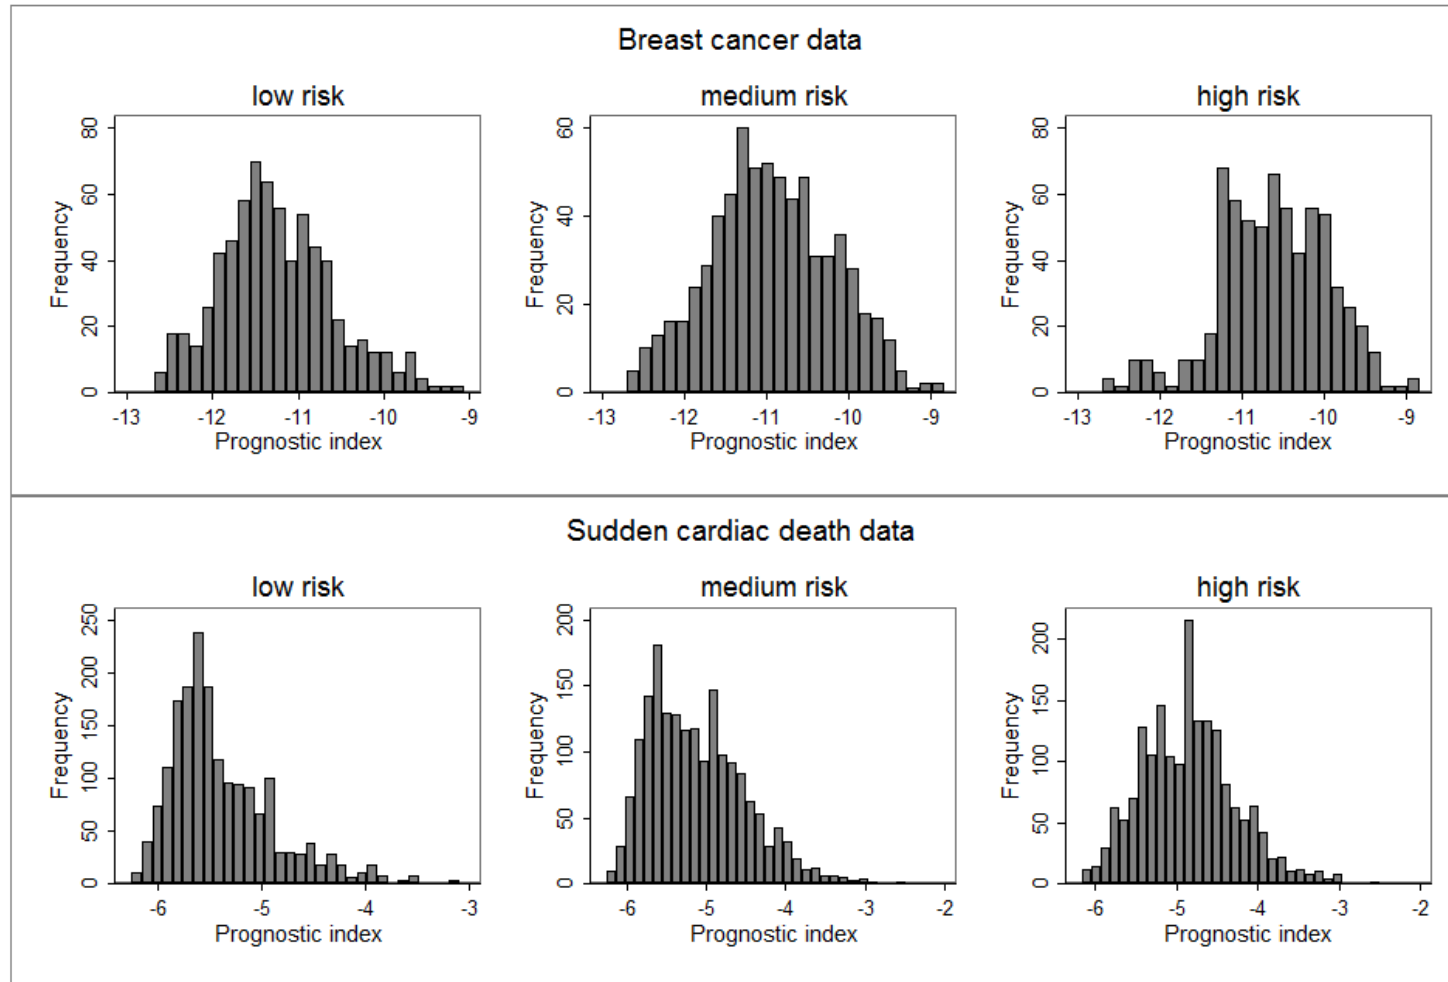 Breast cancer data
low risk
medium risk
high risk
Frequency
80
60
40
20
0
-13 -12 -11 -10 -9
Prognostic index
Frequency
60
40
20
0
-13 -12 -11 -10 -9
Prognostic index
Frequency
80
60
40
20
0
-13 -12 -11 -10 -9
Prognostic index
Sudden cardiac death data
low risk
medium risk
high risk
Frequency
250
200
150
100
50
0
-6 -5 -4 -3
Prognostic index
Frequency
200
150
100
50
0
-6 -5 -4 -3 -2
Prognostic index
Frequency
200
150
100
50
0
-6 -5 -4 -3 -2
Prognostic index